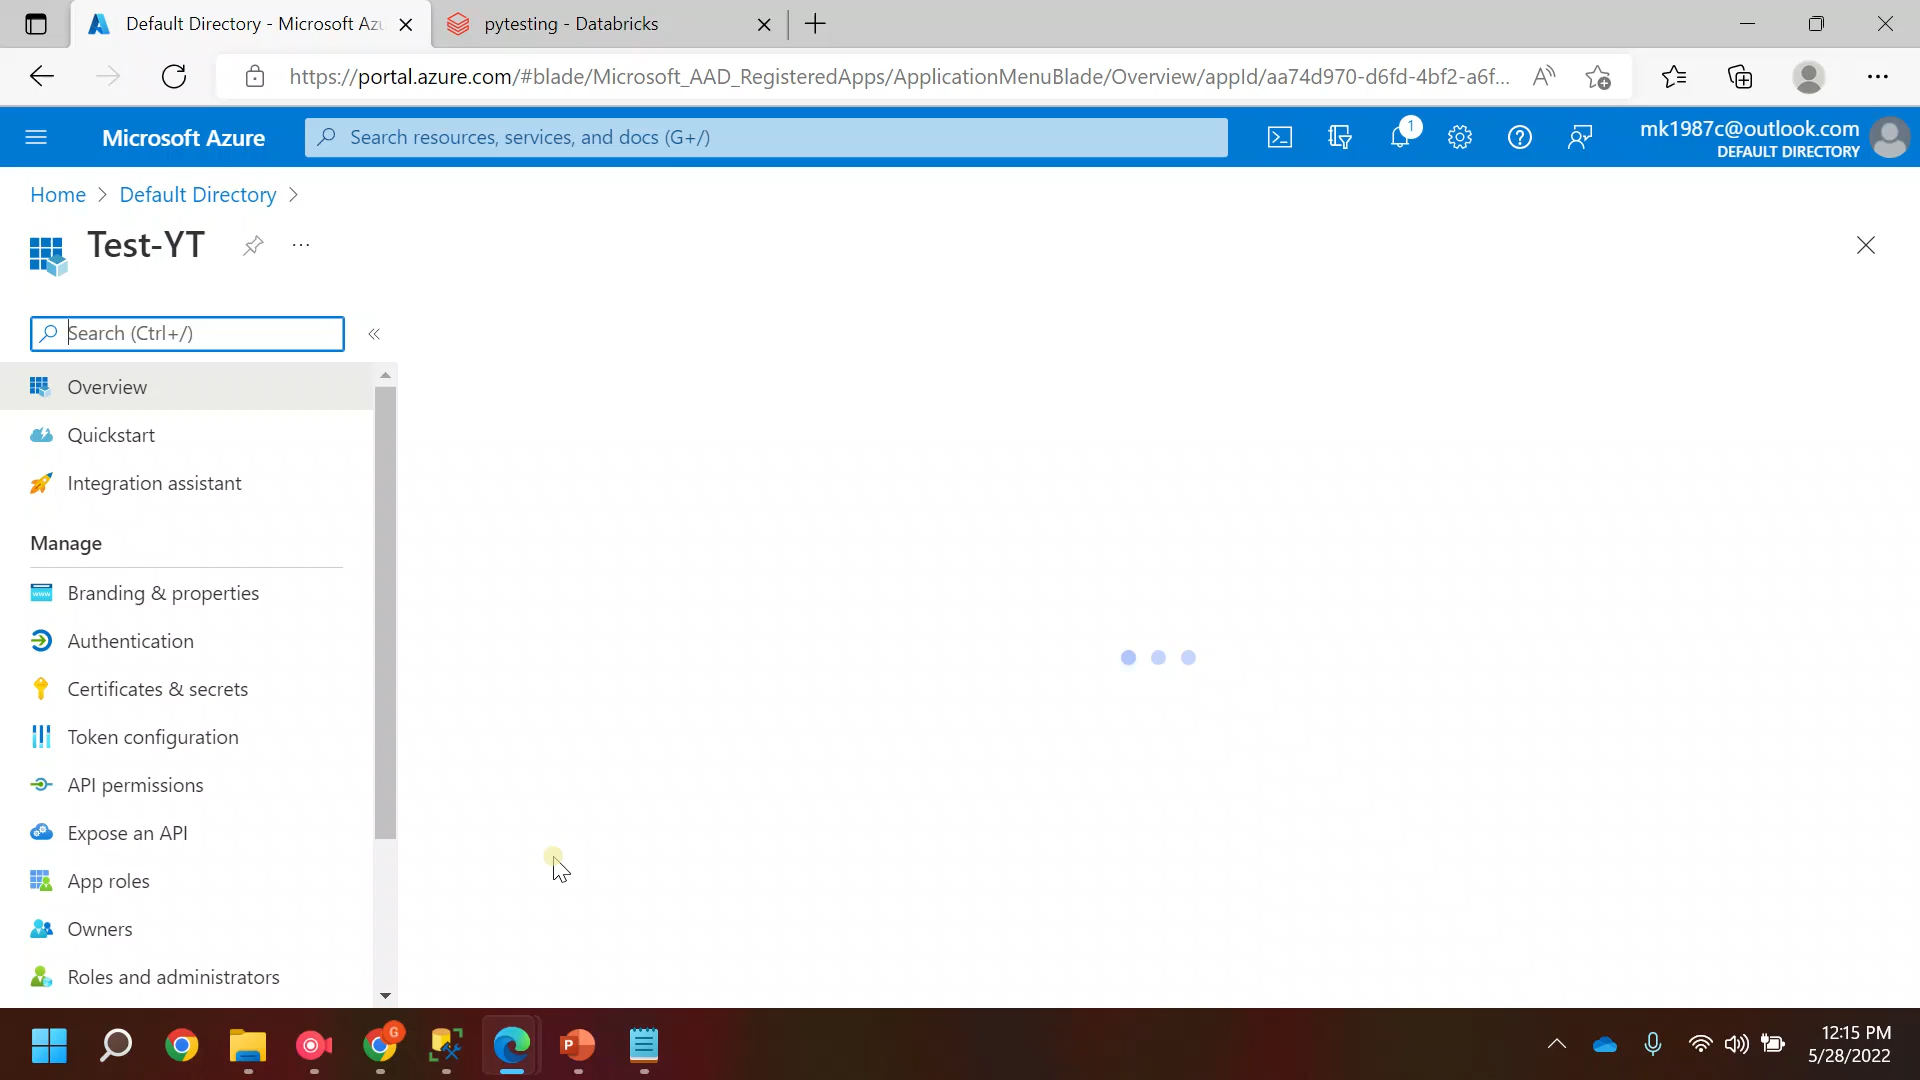 Default Directory - Microsoft Az
pytesting - Databricks
https://portal.azure.com/#blade/Microsoft_AAD_RegisteredApps/ApplicationMenuBlade/Overview/appId/aa74d970-d6fd-4bf2-a6f...
Microsoft Azure
Search resources, services, and docs (G+/)
1
mk1987c@outlook.com
DEFAULT DIRECTORY
Home > Default Directory >
Test-YT
Search (Ctrl+/)
Overview
Quickstart
Integration assistant
Manage
Branding & properties
Authentication
Certificates & secrets
Token configuration
API permissions
Expose an API
App roles
Owners
Roles and administrators
G
P
12:15 PM
5/28/2022